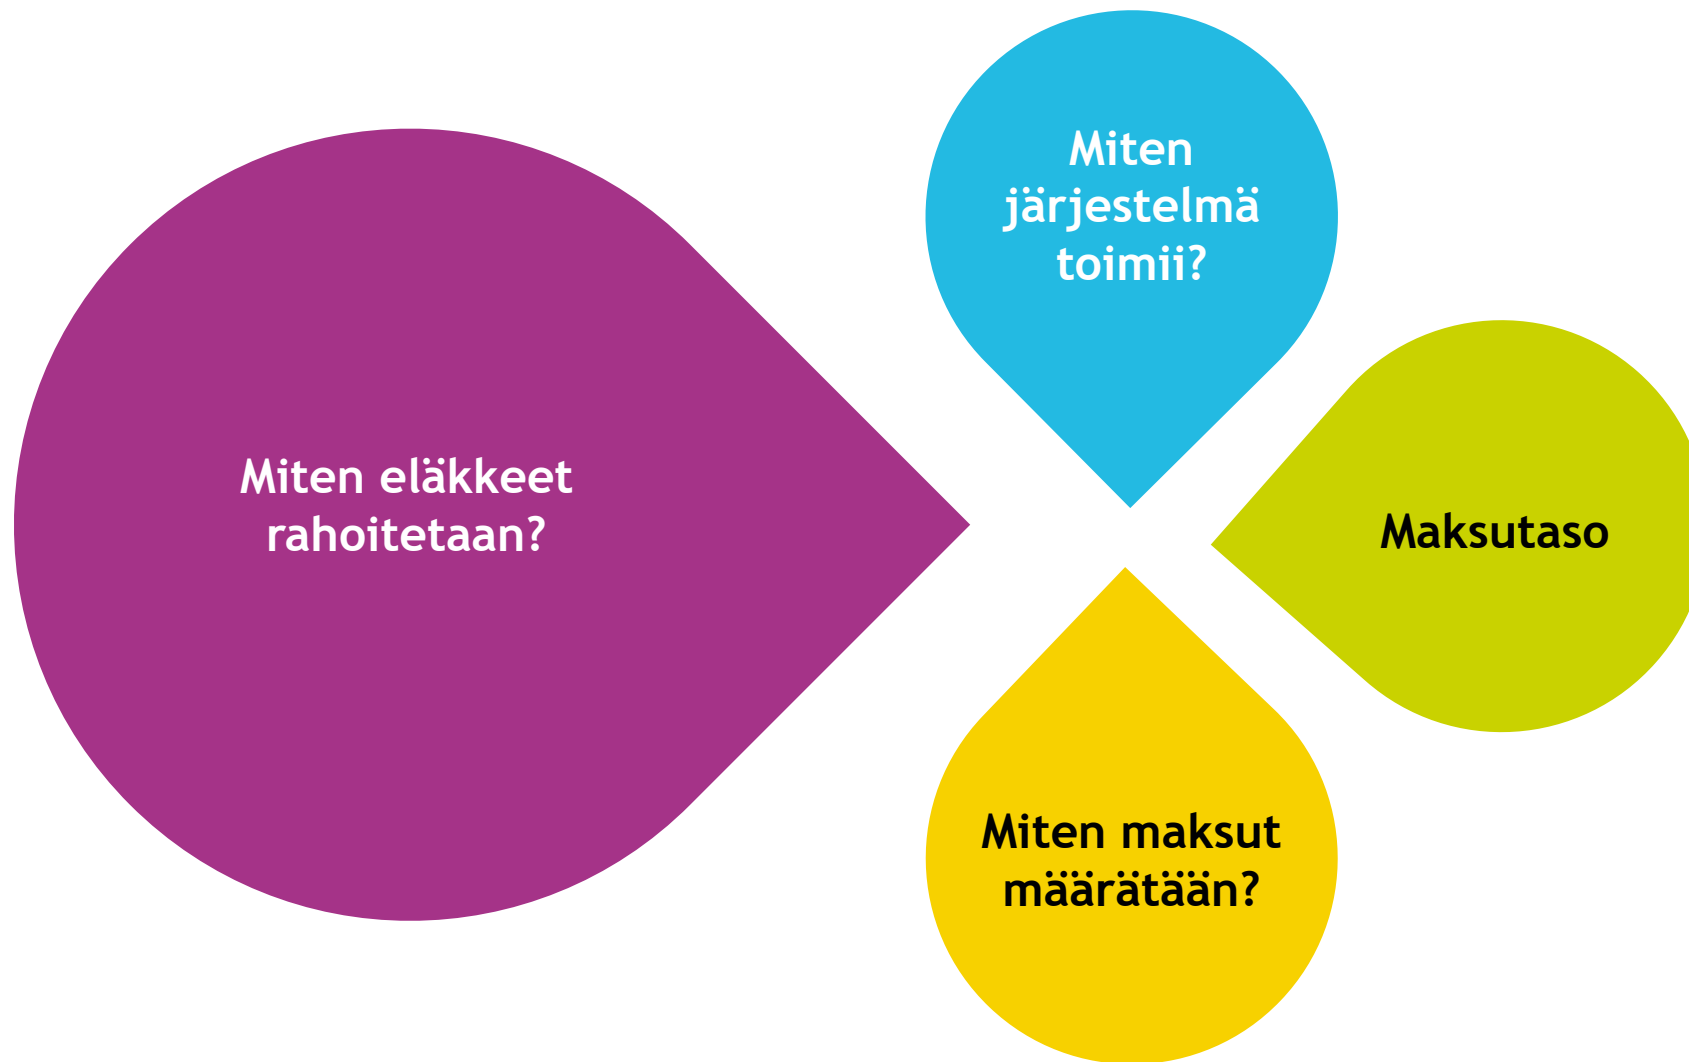 Miten eläkkeet
rahoitetaan?
Miten
järjestelmä
toimii?
Maksutaso
Miten maksut
määrätään?